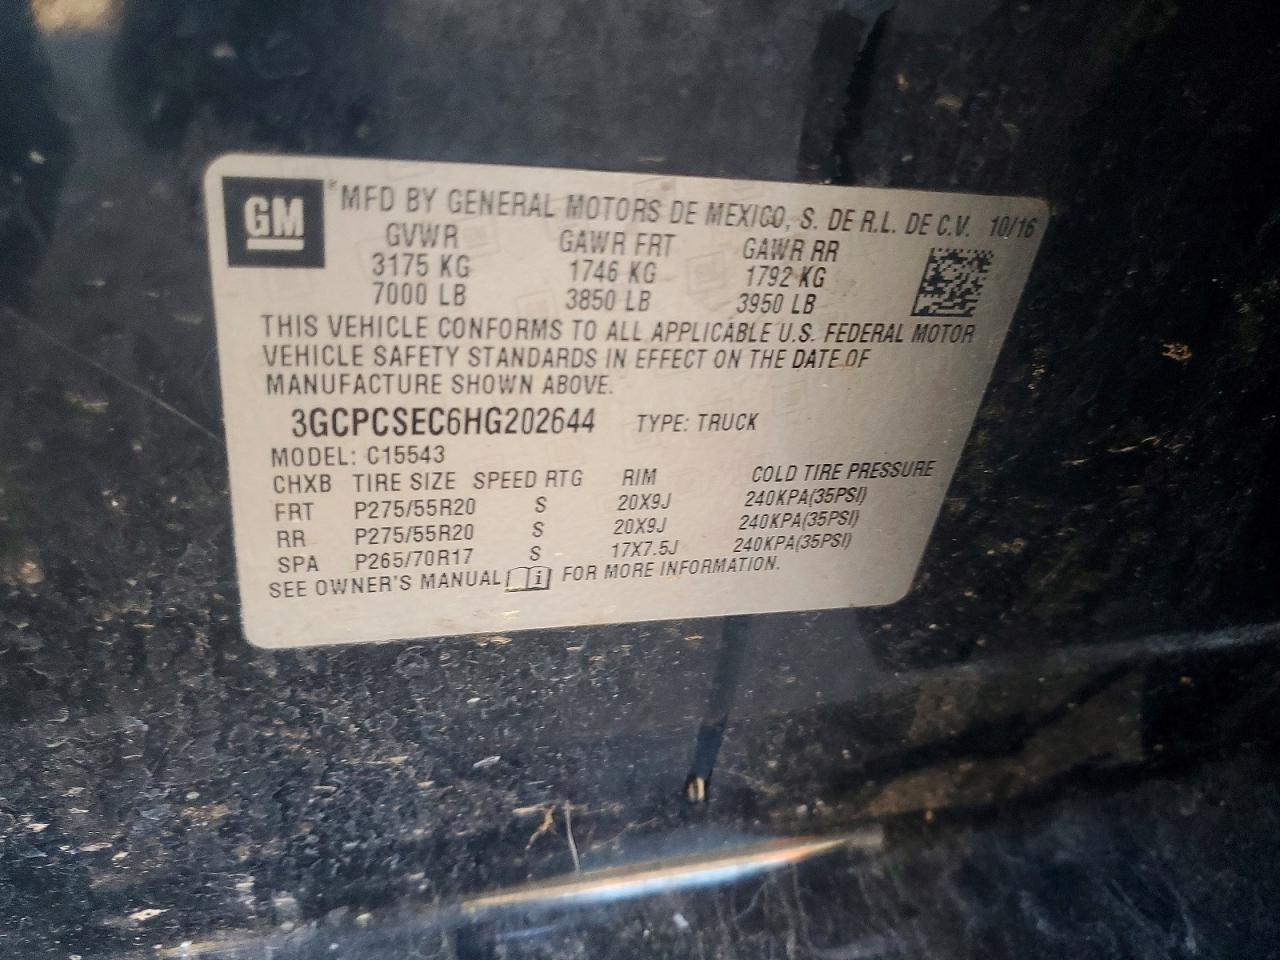 GM
® MFD BY GENERAL MOTORS DE MEXICO, S. DE R.L. DE C.V. 10/16
GVWR GAWR FRT GAWR RR
3175 KG 1746 KG 1792 KG
7000 LB 3850 LB 3950 LB
THIS VEHICLE CONFORMS TO ALL APPLICABLE U.S. FEDERAL MOTOR
VEHICLE SAFETY STANDARDS IN EFFECT ON THE DATE OF
MANUFACTURE SHOWN ABOVE.
3GCPCSEC6HG202644 TYPE: TRUCK
MODEL: C15543
CHXB TIRE SIZE SPEED RTG RIM COLD TIRE PRESSURE
FRT P275/55R20 S 20X9J 240KPA(35PSI)
RR P275/55R20 S 20X9J 240KPA(35PSI)
SPA P265/70R17 S 17X7.5J 240KPA(35PSI)
SEE OWNER'S MANUAL i FOR MORE INFORMATION.